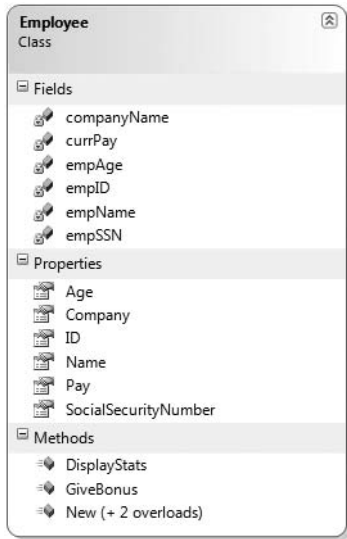 Employee
Class
Fields
companyName
currPay
empAge
empID
empName
empSSN
Properties
Age
Company
ID
Name
Pay
SocialSecurityNumber
Methods
DisplayStats
GiveBonus
New (+ 2 overloads)